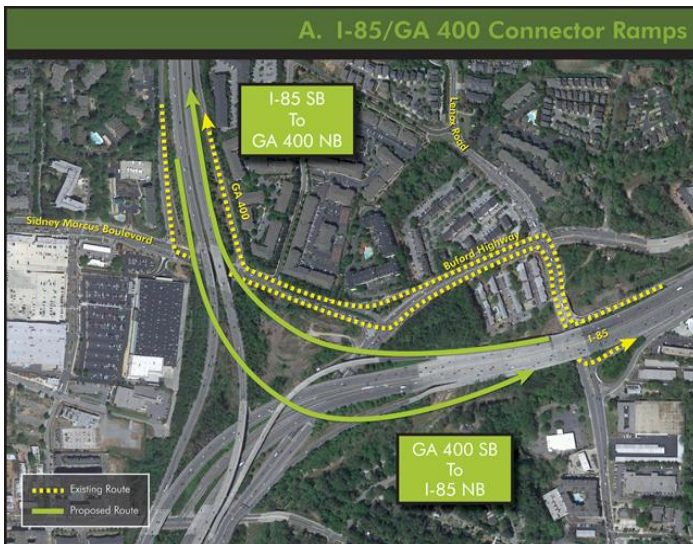 A. I-85/GA 400 Connector Ramps
I-85 SB
To
GA 400 NB
Lenox Road
GA 400
Sidney Marcus Boulevard
Buford Highway
I-85
GA 400 SB
To
I-85 NB
Existing Route
Proposed Route